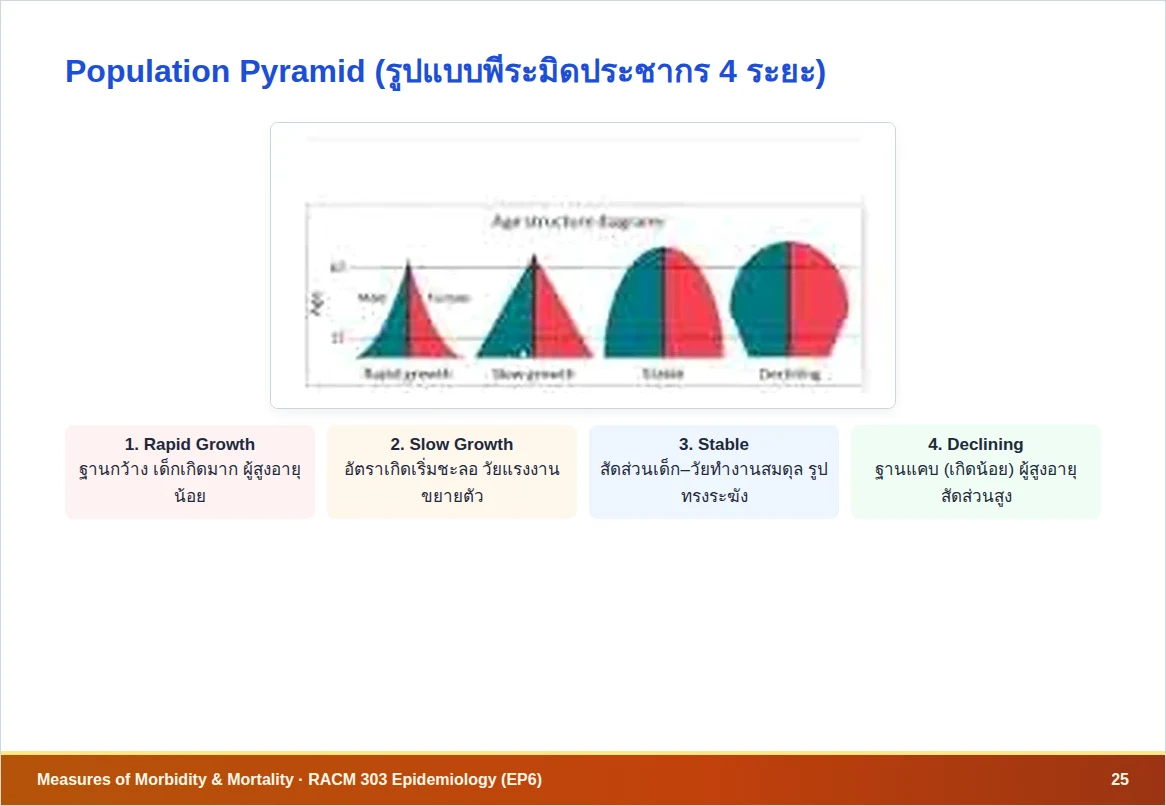 Population Pyramid (รูปแบบพีระมิดประชากร 4 ระยะ)
Age structure diagrams
Age
Male
Female
Rapid growth
Slow growth
Stable
Declining
1. Rapid Growth
ฐานกว้าง เด็กเกิดมาก ผู้สูงอายุ
น้อย
2. Slow Growth
อัตราเกิดเริ่มชะลอ วัยแรงงาน
ขยายตัว
3. Stable
สัดส่วนเด็ก–วัยทำงานสมดุล รูป
ทรงระฆัง
4. Declining
ฐานแคบ (เกิดน้อย) ผู้สูงอายุ
สัดส่วนสูง
Measures of Morbidity & Mortality · RACM 303 Epidemiology (EP6)
25